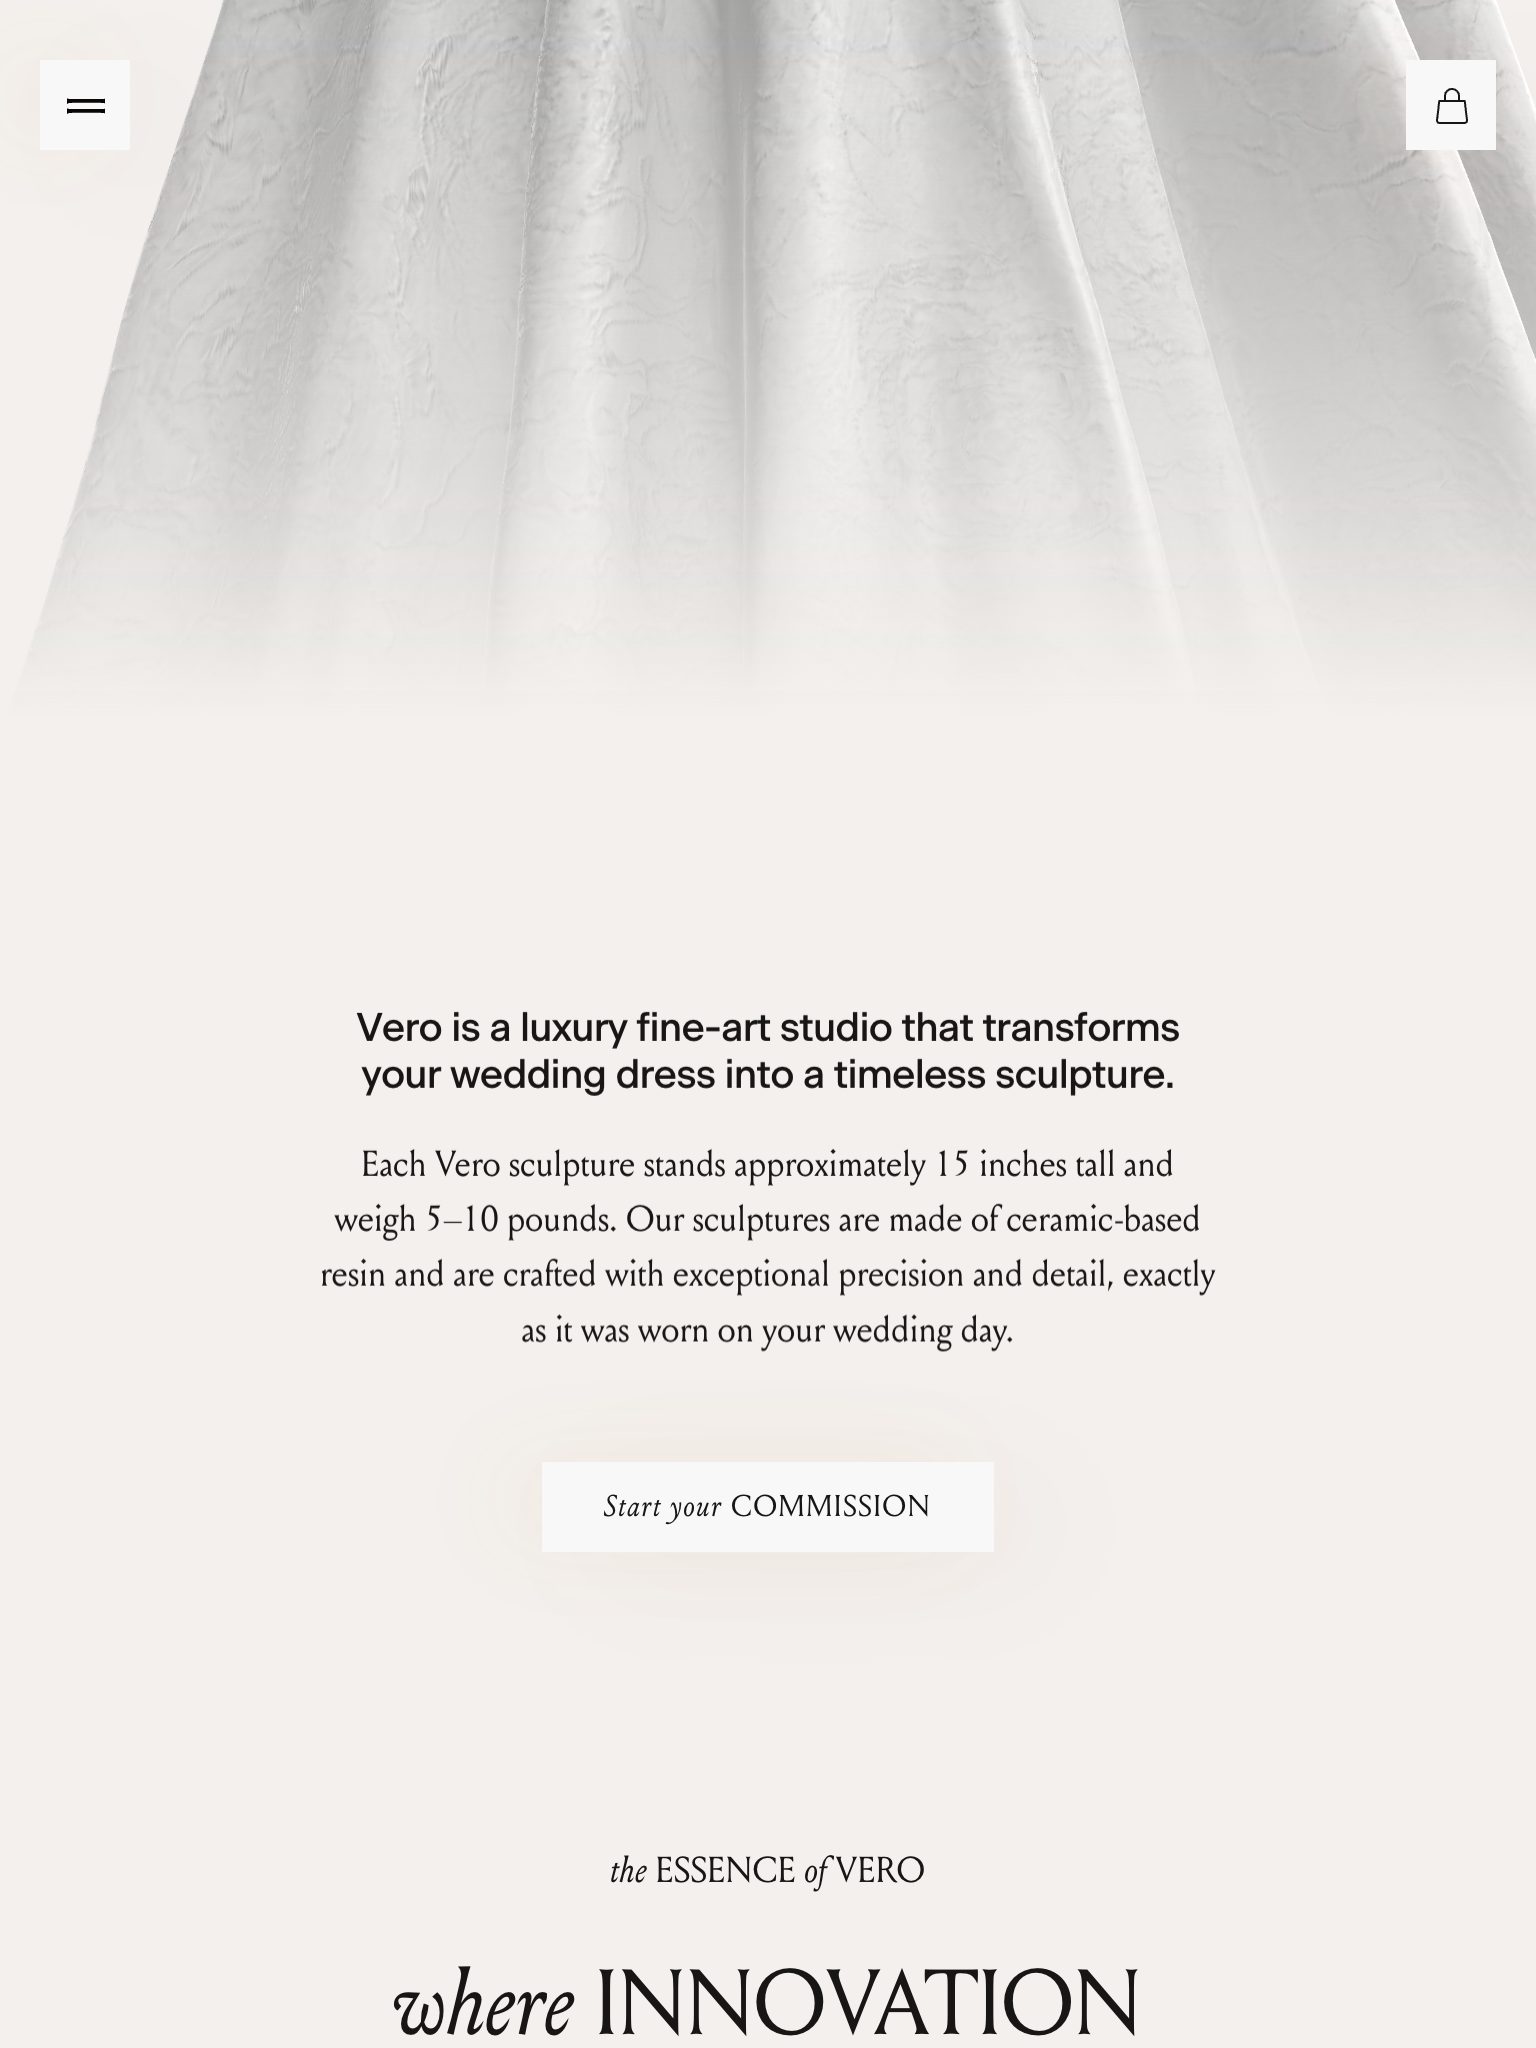 Vero is a luxury fine-art studio that transforms
your wedding dress into a timeless sculpture.
Each Vero sculpture stands approximately 15 inches tall and
weigh 5–10 pounds. Our sculptures are made of ceramic-based
resin and are crafted with exceptional precision and detail, exactly
as it was worn on your wedding day.
Start your COMMISSION
the ESSENCE of VERO
where INNOVATION